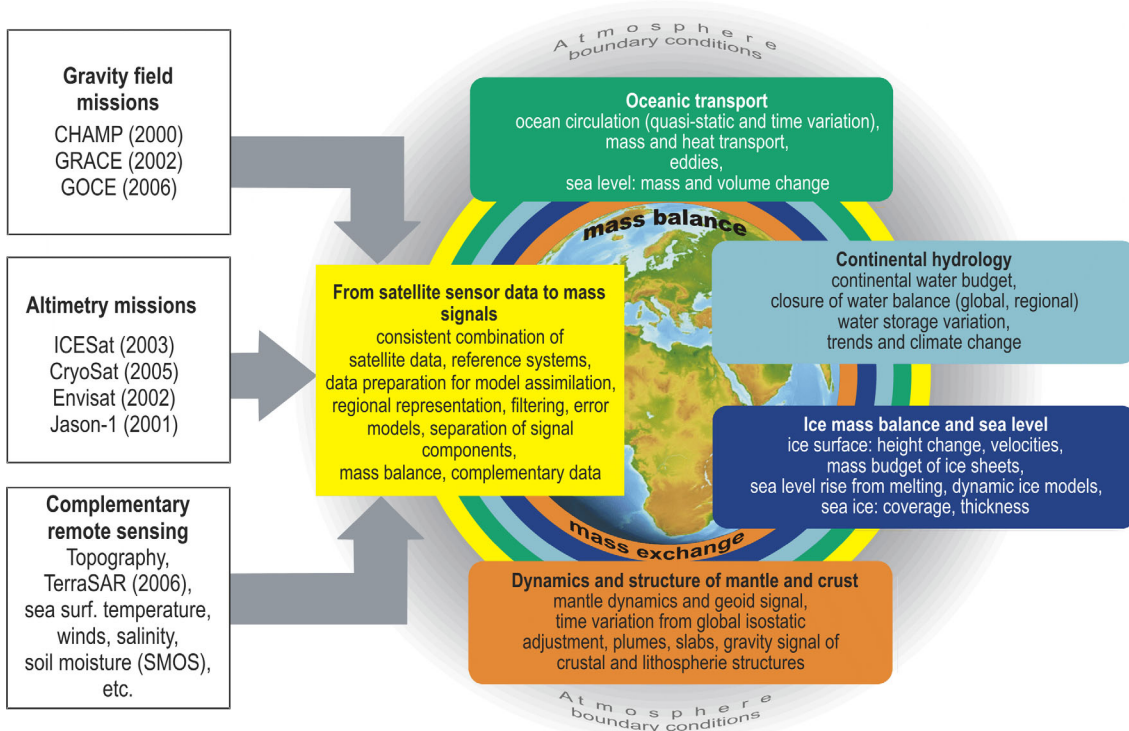 Atmosphere
boundary conditions
Gravity field
missions
CHAMP (2000)
GRACE (2002)
GOCE (2006)
Altimetry missions
ICESat (2003)
CryoSat (2005)
Envisat (2002)
Jason-1 (2001)
Complementary
remote sensing
Topography,
TerraSAR (2006),
sea surf. temperature,
winds, salinity,
soil moisture (SMOS),
etc.
From satellite sensor data to mass
signals
consistent combination of
satellite data, reference systems,
data preparation for model assimilation,
regional representation, filtering, error
models, separation of signal
components,
mass balance, complementary data
Oceanic transport
ocean circulation (quasi-static and time variation),
mass and heat transport,
eddies,
sea level: mass and volume change
mass balance
Continental hydrology
continental water budget,
closure of water balance (global, regional)
water storage variation,
trends and climate change
Ice mass balance and sea level
ice surface: height change, velocities,
mass budget of ice sheets,
sea level rise from melting, dynamic ice models,
sea ice: coverage, thickness
mass exchange
Dynamics and structure of mantle and crust
mantle dynamics and geoid signal,
time variation from global isostatic
adjustment, plumes, slabs, gravity signal of
crustal and lithospherie structures
Atmosphere
boundary conditions